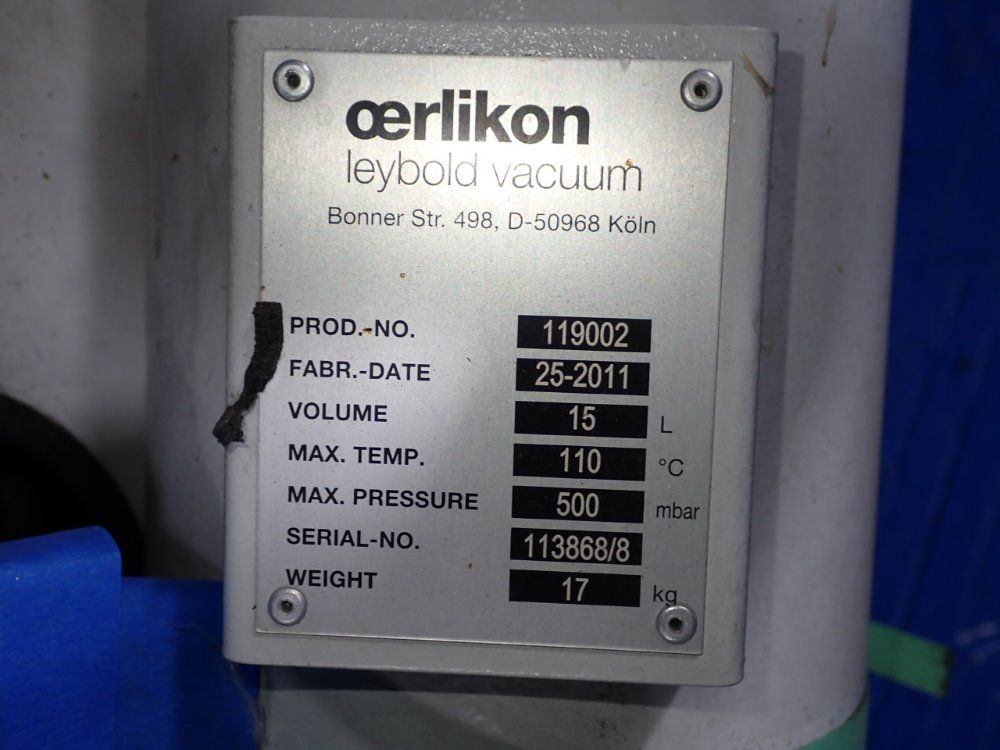 œrlikon
leybold vacuum
Bonner Str. 498, D-50968 Köln
PROD.-NO. 119002
FABR.-DATE 25-2011
VOLUME 15 L
MAX. TEMP. 110 °C
MAX. PRESSURE 500 mbar
SERIAL-NO. 113868/8
WEIGHT 17 kg